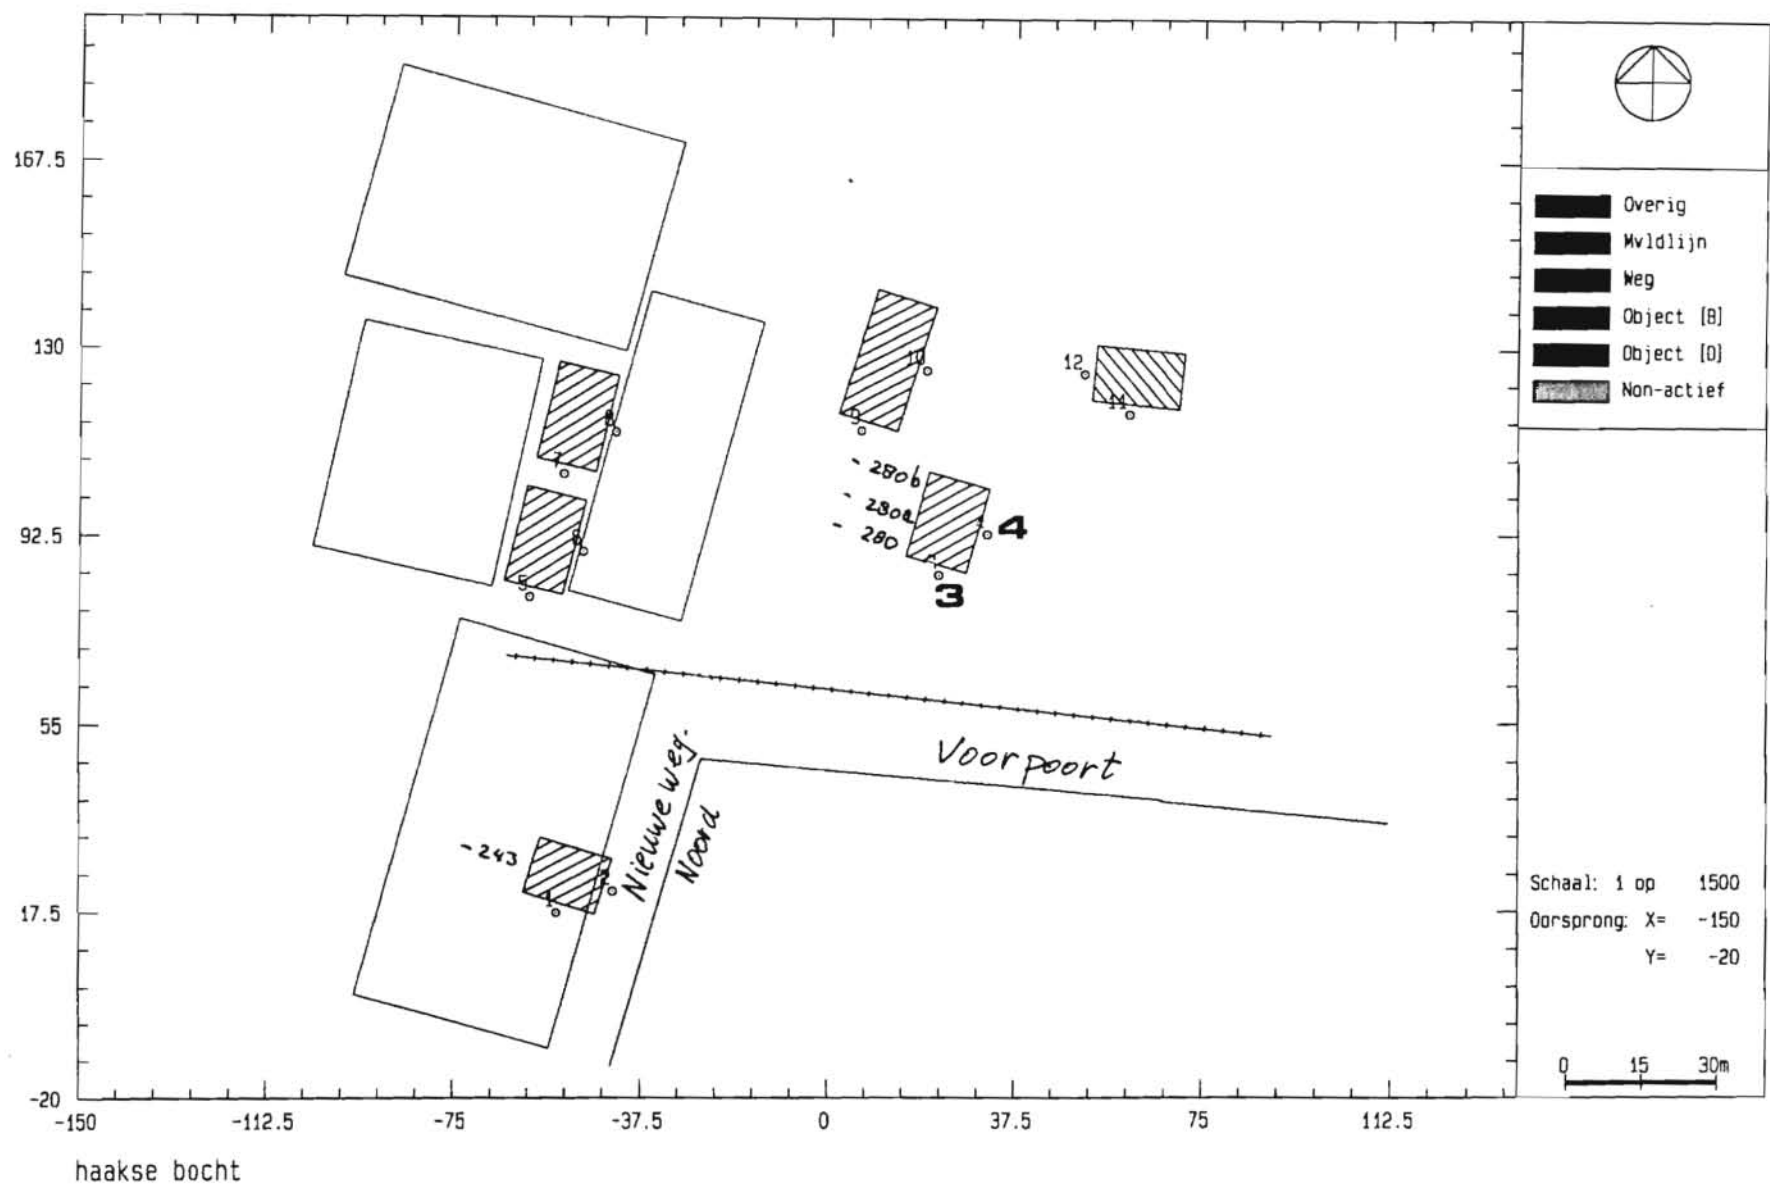 167.5
130
92.5
55
17.5
-20
-150
-112.5
-75
-37.5
0
37.5
75
112.5
haakse bocht
10
12
11
9
8
7
6
5
- 280b
- 280a
- 280
4
3
Voorpoort
Nieuweweg.
Noord
- 243
2
1
Overig
Mvldlijn
Weg
Object [B]
Object [D]
Non-actief
Schaal: 1 op 1500
Oorsprong: X= -150
Y= -20
0 15 30m